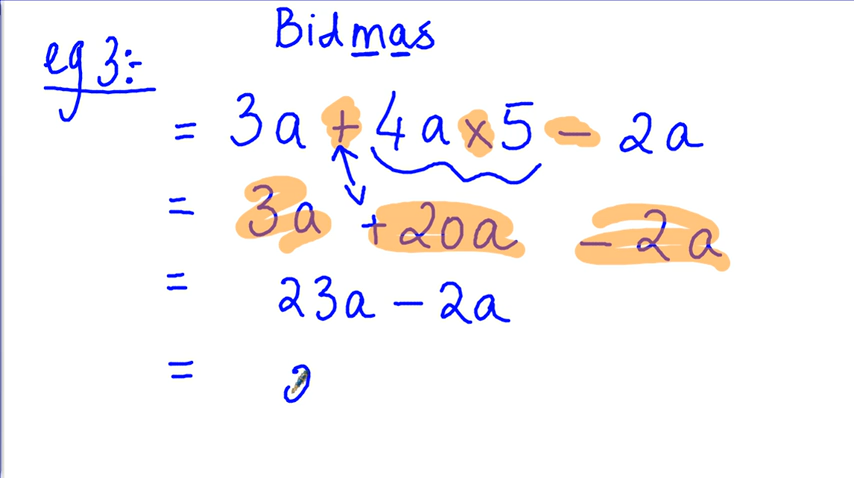 Bidmas
eg 3:-
= 3a + 4a x 5 - 2a
= 3a + 20a - 2a
= 23a - 2a
=